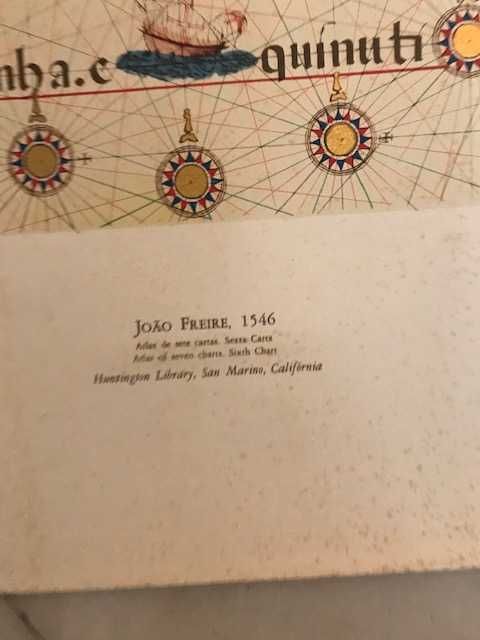 nha.e quinuti
JOÃO FREIRE, 1546
Atlas de sete cartas. Sexta Carta
Atlas of seven charts. Sixth Chart
Huntington Library, San Marino, Califórnia